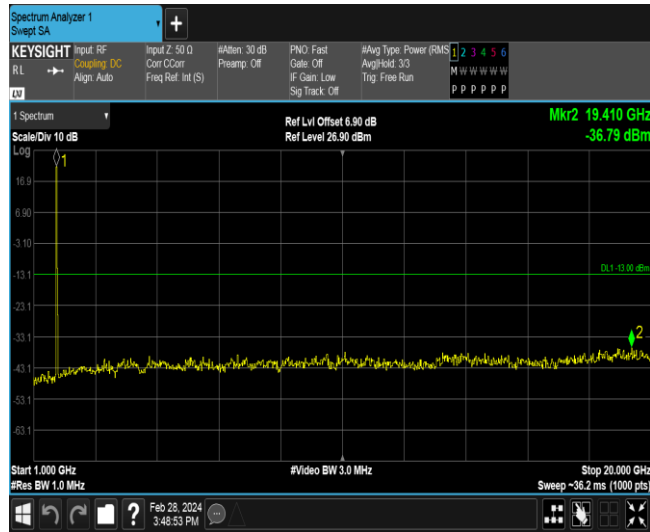 Spectrum Analyzer 1
Swept SA
+
KEYSIGHT Input: RF Input Z: 50 Ω #Atten: 30 dB PNO: Fast #Avg Type: Power (RMS 1 2 3 4 5 6
RL Coupling: DC Corr CCorr Preamp: Off Gate: Off Avg|Hold: 3/3 M W W W W W
Align: Auto Freq Ref: Int (S) IF Gain: Low Trig: Free Run
LXI Sig Track: Off P P P P P P
1 Spectrum Ref Lvl Offset 6.90 dB Mkr2 19.410 GHz
Scale/Div 10 dB Ref Level 26.90 dBm -36.79 dBm
Log
1
16.9
6.90
-3.10
DL1 -13.00 dBm
-13.1
-23.1
2
-33.1
-43.1
-53.1
-63.1
Start 1.000 GHz #Video BW 3.0 MHz Stop 20.000 GHz
#Res BW 1.0 MHz Sweep ~36.2 ms (1000 pts)
? Feb 28, 2024
3:48:53 PM